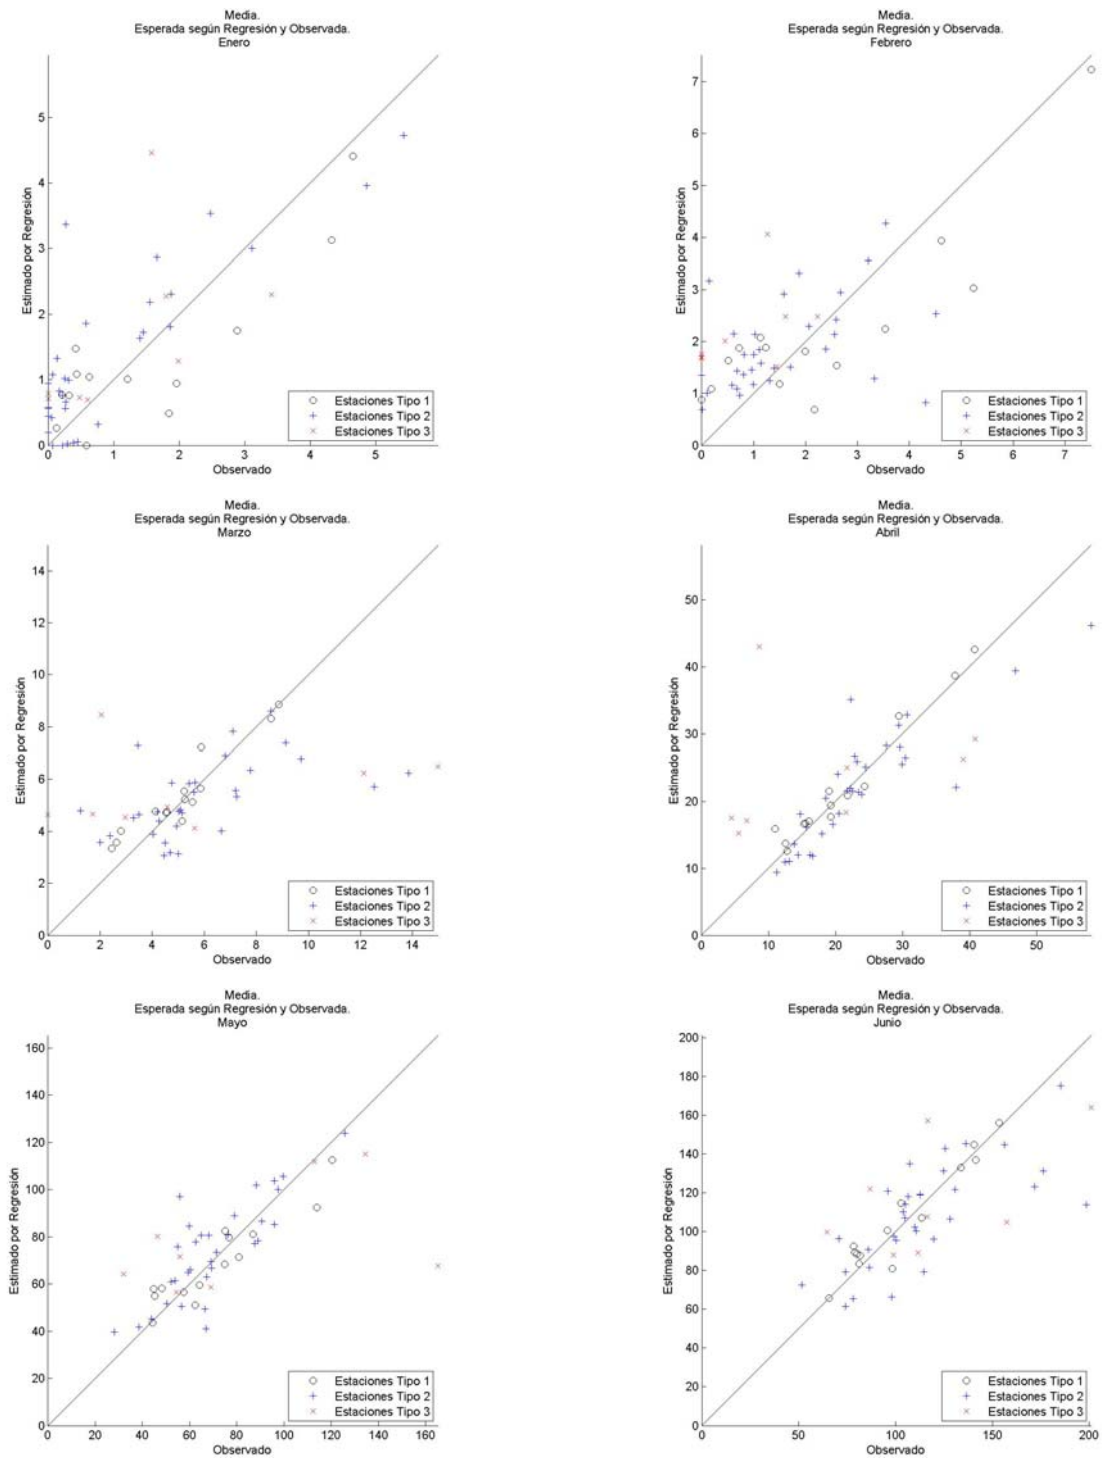 Media.
Esperada según Regresión y Observada.
Enero
5
4
3
2
1
0
0 1 2 3 4 5
Estimado por Regresión
Observado
Estaciones Tipo 1
Estaciones Tipo 2
Estaciones Tipo 3
Media.
Esperada según Regresión y Observada.
Febrero
7
6
5
4
3
2
1
0
0 1 2 3 4 5 6 7
Estimado por Regresión
Observado
Estaciones Tipo 1
Estaciones Tipo 2
Estaciones Tipo 3
Media.
Esperada según Regresión y Observada.
Marzo
14
12
10
8
6
4
2
0
0 2 4 6 8 10 12 14
Estimado por Regresión
Observado
Estaciones Tipo 1
Estaciones Tipo 2
Estaciones Tipo 3
Media.
Esperada según Regresión y Observada.
Abril
50
40
30
20
10
0
0 10 20 30 40 50
Estimado por Regresión
Observado
Estaciones Tipo 1
Estaciones Tipo 2
Estaciones Tipo 3
Media.
Esperada según Regresión y Observada.
Mayo
160
140
120
100
80
60
40
20
0
0 20 40 60 80 100 120 140 160
Estimado por Regresión
Observado
Estaciones Tipo 1
Estaciones Tipo 2
Estaciones Tipo 3
Media.
Esperada según Regresión y Observada.
Junio
200
180
160
140
120
100
80
60
40
20
0
0 50 100 150 200
Estimado por Regresión
Observado
Estaciones Tipo 1
Estaciones Tipo 2
Estaciones Tipo 3